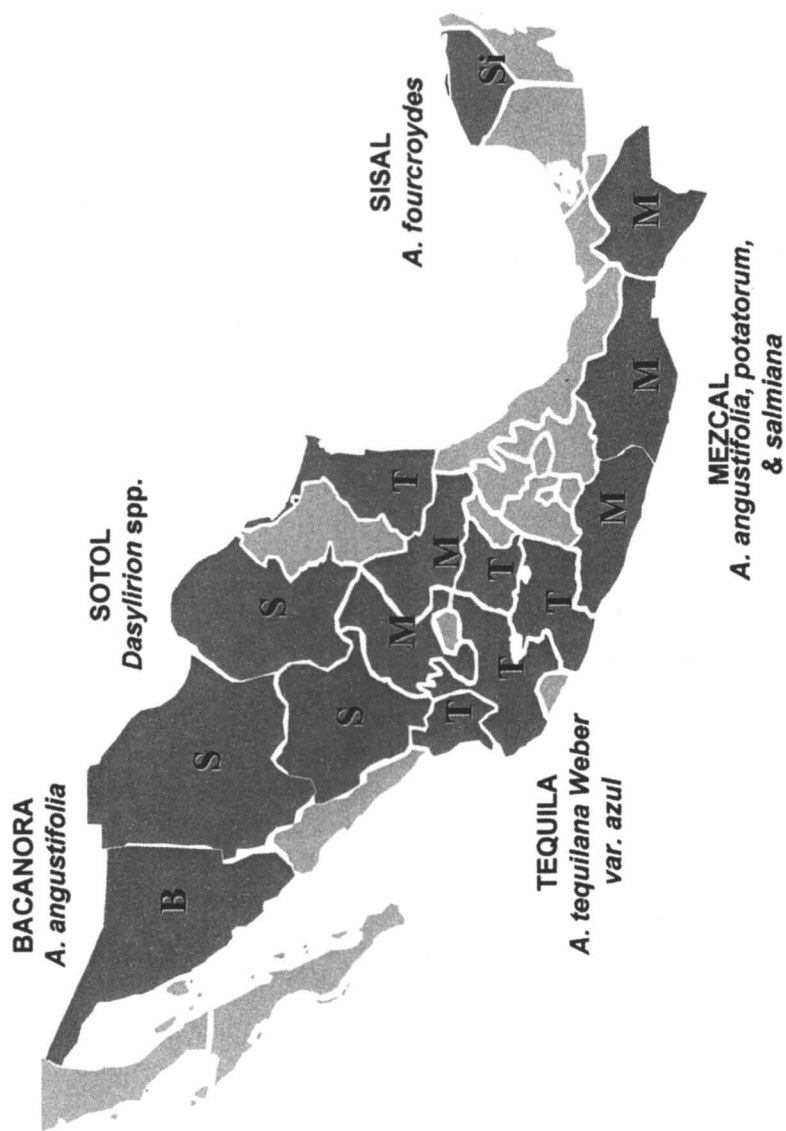 BACANORA
A. angustifolia
SOTOL
Dasylirion spp.
SISAL
A. fourcroydes
B
S
S
S
T
M
M
T
T
T
T
M
M
M
Si
TEQUILA
A. tequilana Weber
var. azul
MEZCAL
A. angustifolia, potatorum,
& salmiana